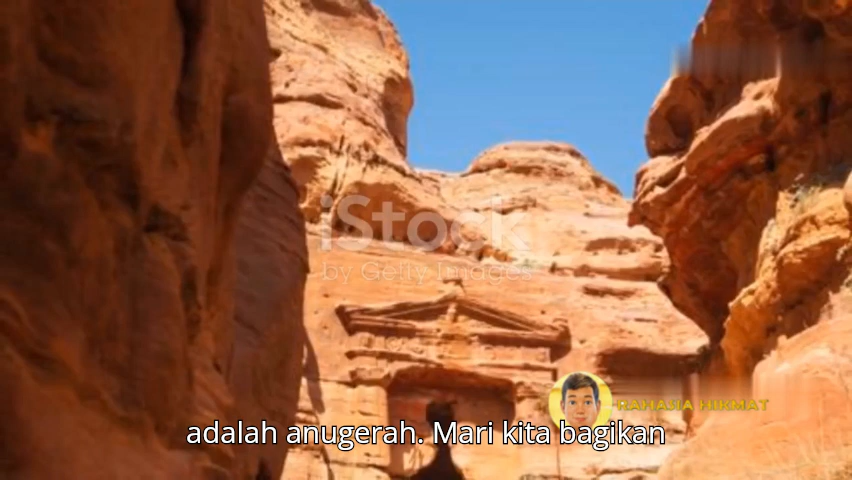 iStock
by Getty Images
RAHASIA HIKMAT
adalah anugerah. Mari kita bagikan